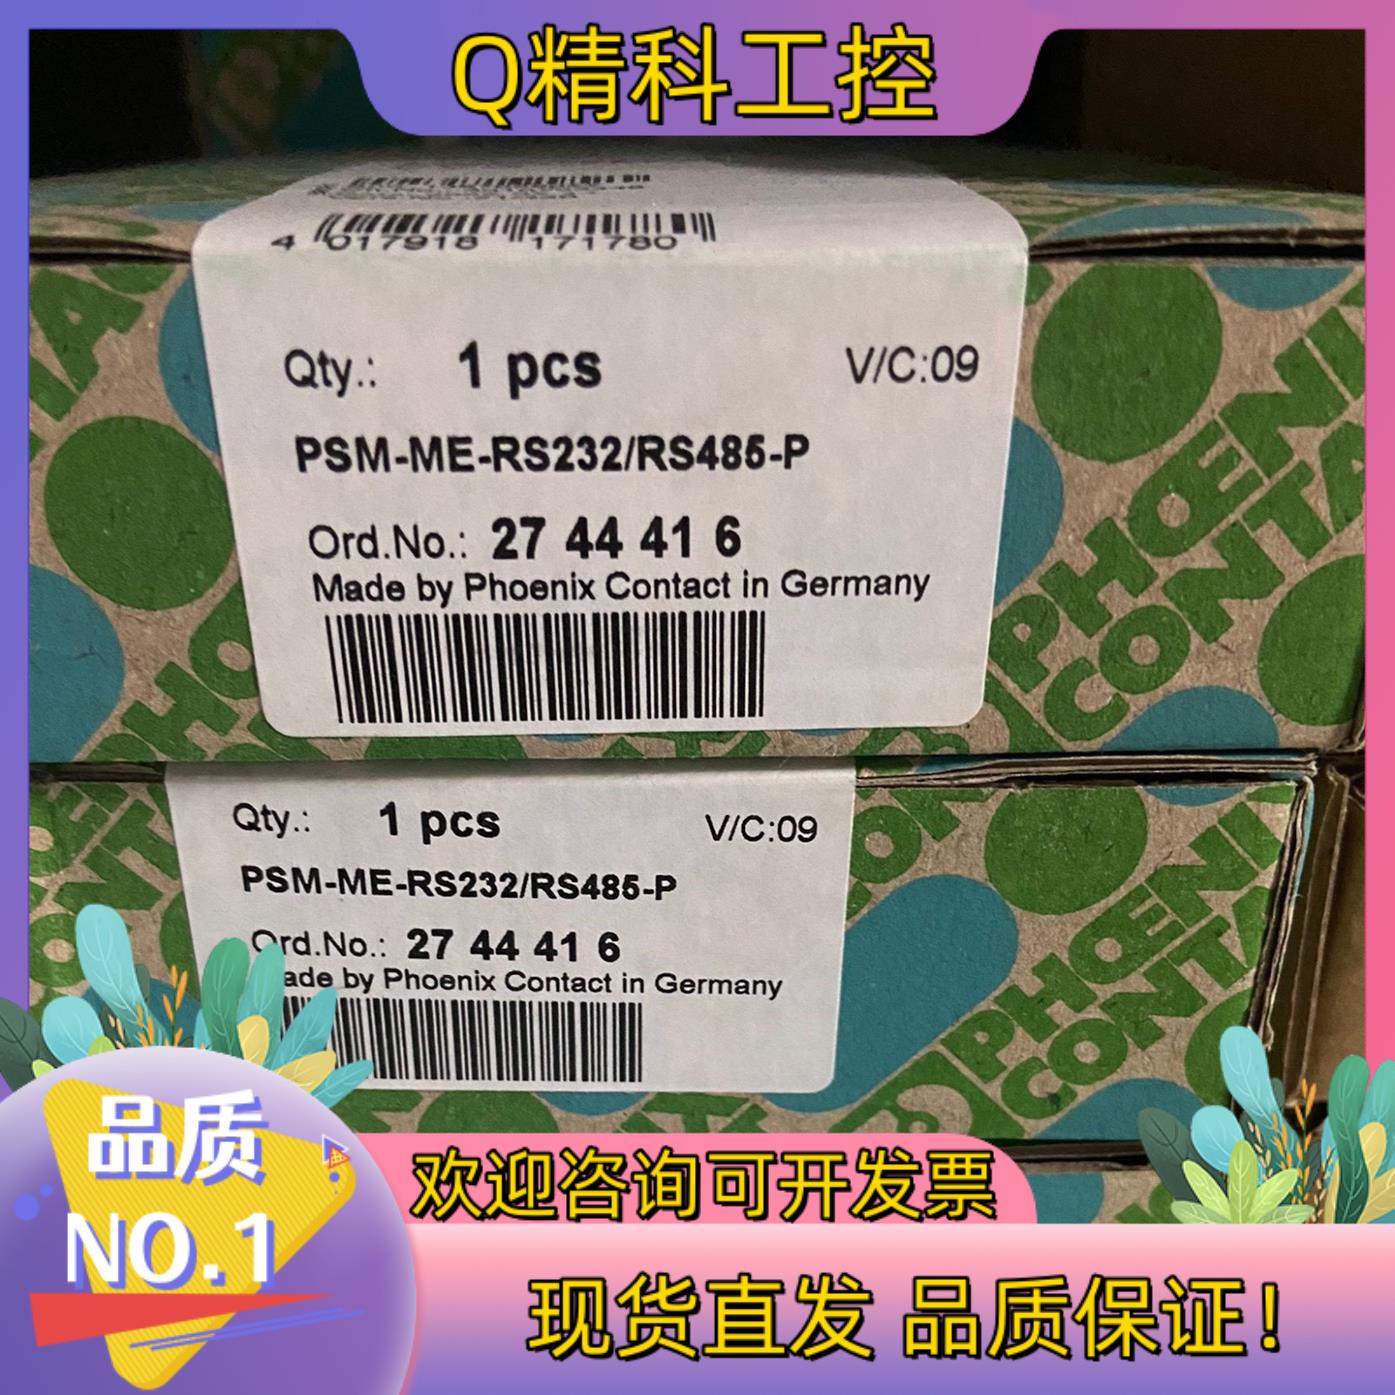 Q精科工控
4 017918 171780
Qty.: 1 pcs V/C:09
PSM-ME-RS232/RS485-P
Ord.No.: 27 44 41 6
Made by Phoenix Contact in Germany
PHŒNI
CONTA
Qty.: 1 pcs V/C:09
PSM-ME-RS232/RS485-P
Ord.No.: 27 44 41 6
ade by Phoenix Contact in Germany
PHŒNI
CONTA
品质
NO.1
欢迎咨询可开发票
现货直发 品质保证！